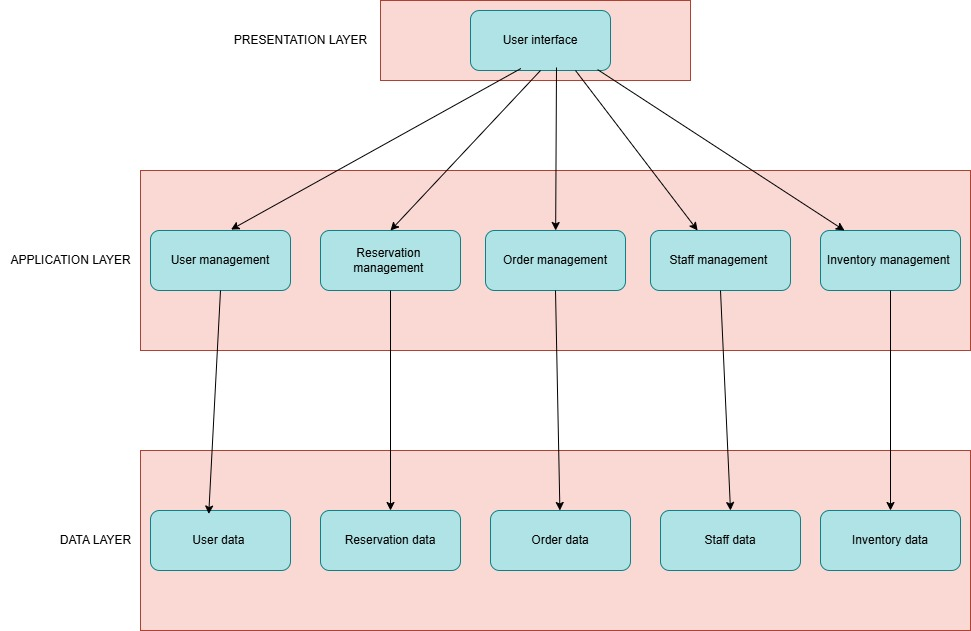 PRESENTATION LAYER
User interface
APPLICATION LAYER
User management
Reservation
management
Order management
Staff management
Inventory management
DATA LAYER
User data
Reservation data
Order data
Staff data
Inventory data